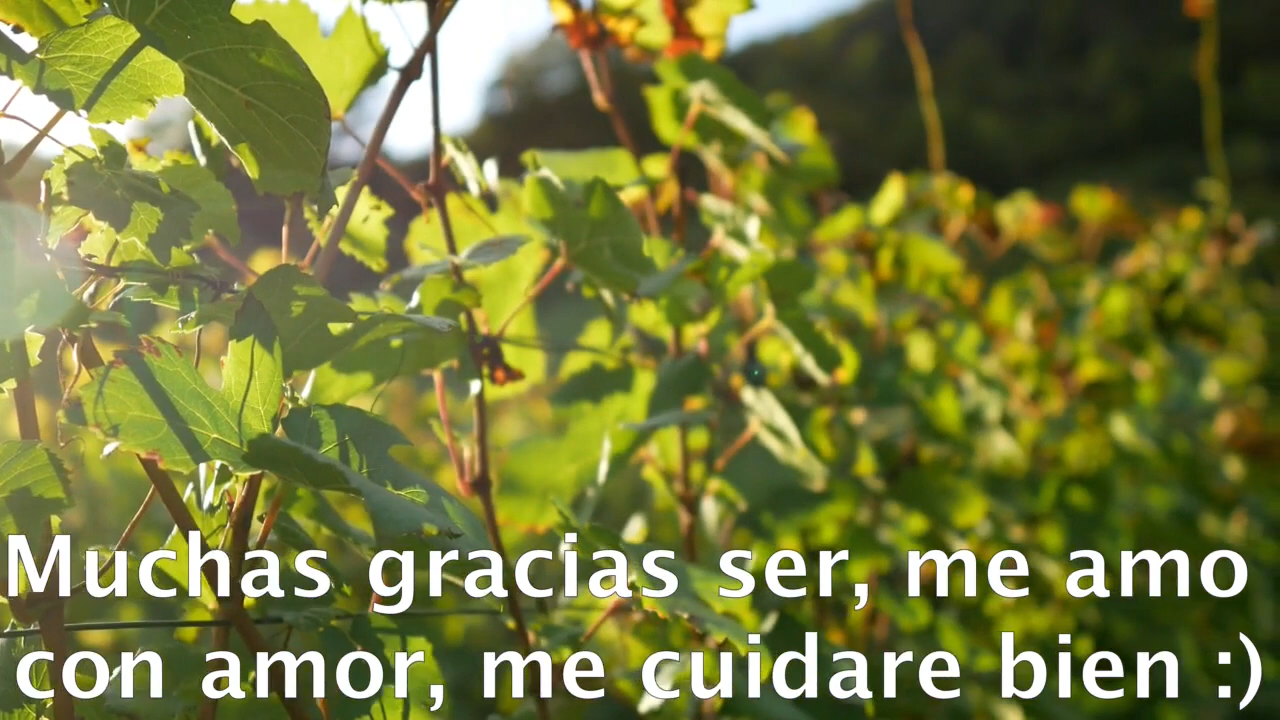 Muchas gracias ser, me amo
con amor, me cuidare bien :)